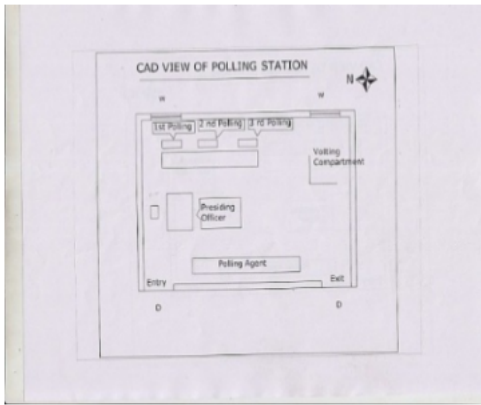 CAD VIEW OF POLLING STATION
N
W W
1st Polling 2 nd Polling 3 rd Polling
Votting
Compartment
Presiding
Officer
Polling Agent
Entry Exit
D D